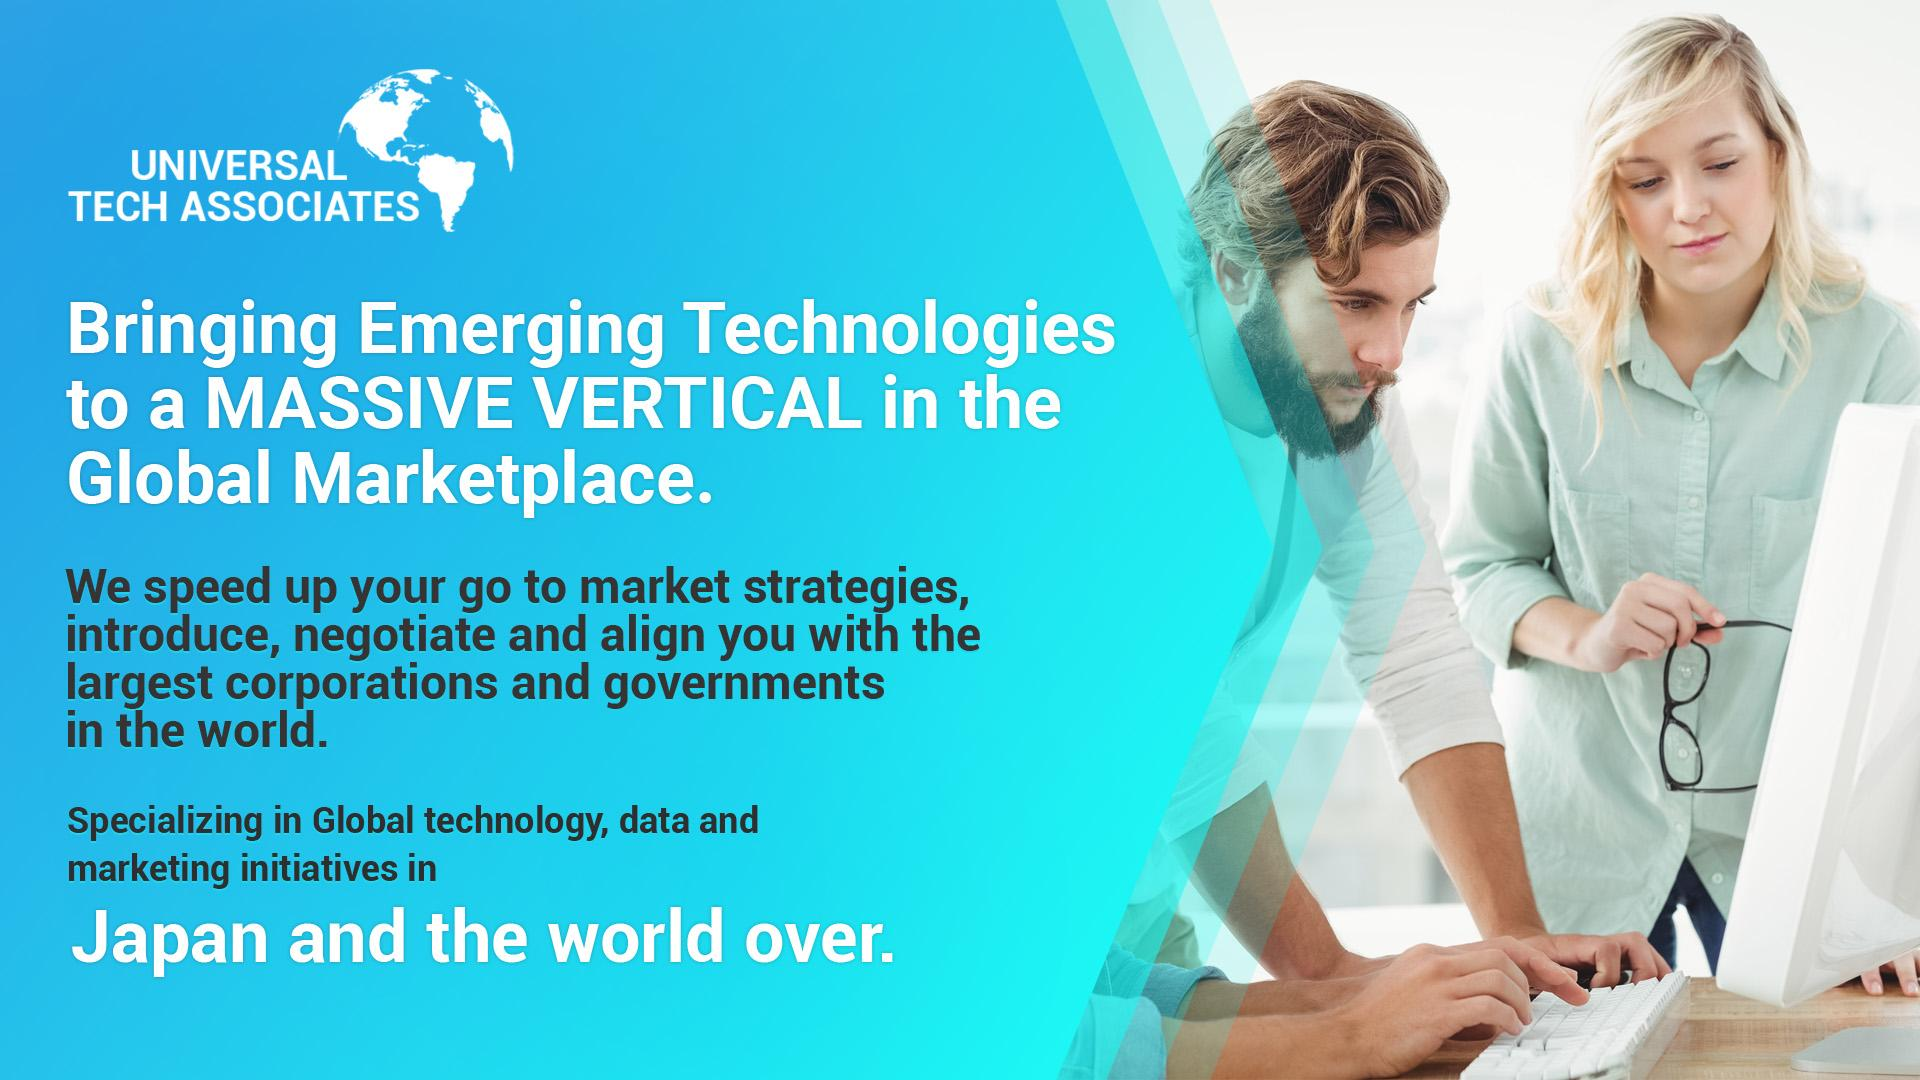 UNIVERSAL
TECH ASSOCIATES
Bringing Emerging Technologies
to a MASSIVE VERTICAL in the
Global Marketplace.
We speed up your go to market strategies,
introduce, negotiate and align you with the
largest corporations and governments
in the world.
Specializing in Global technology, data and
marketing initiatives in
Japan and the world over.